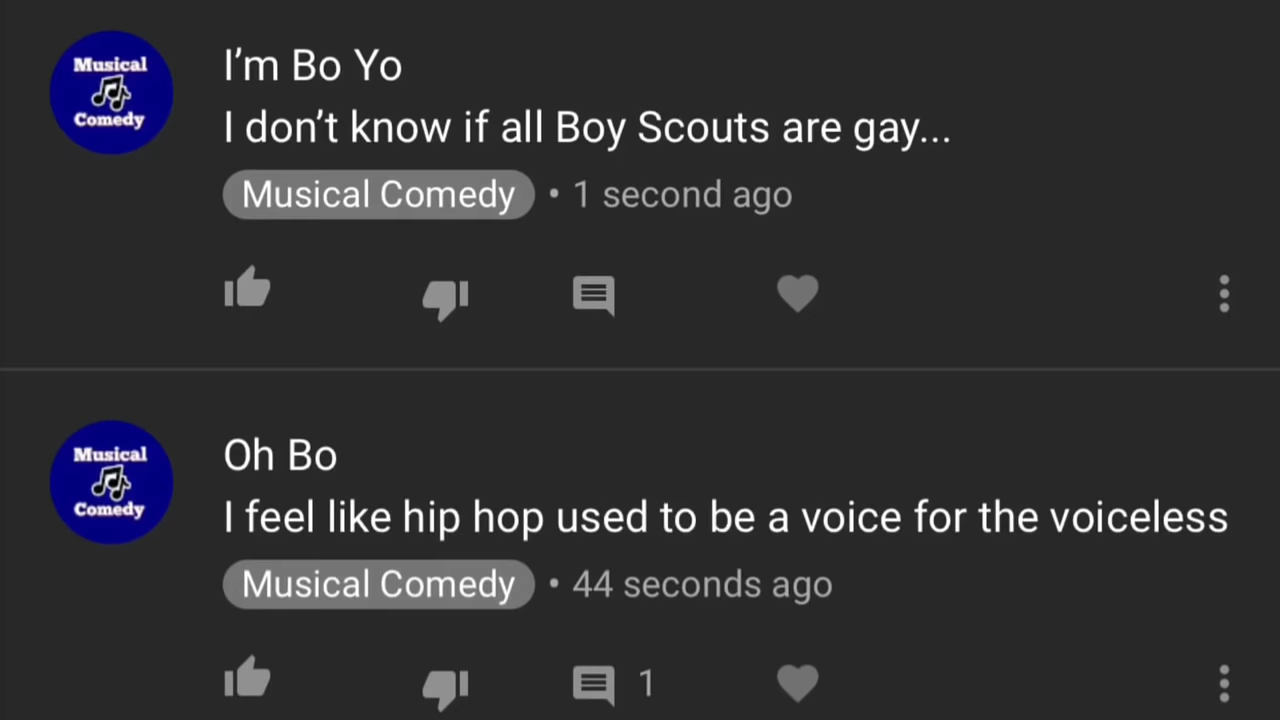 Musical
Comedy
I’m Bo Yo
I don’t know if all Boy Scouts are gay...
Musical Comedy • 1 second ago
Musical
Comedy
Oh Bo
I feel like hip hop used to be a voice for the voiceless
Musical Comedy • 44 seconds ago
1